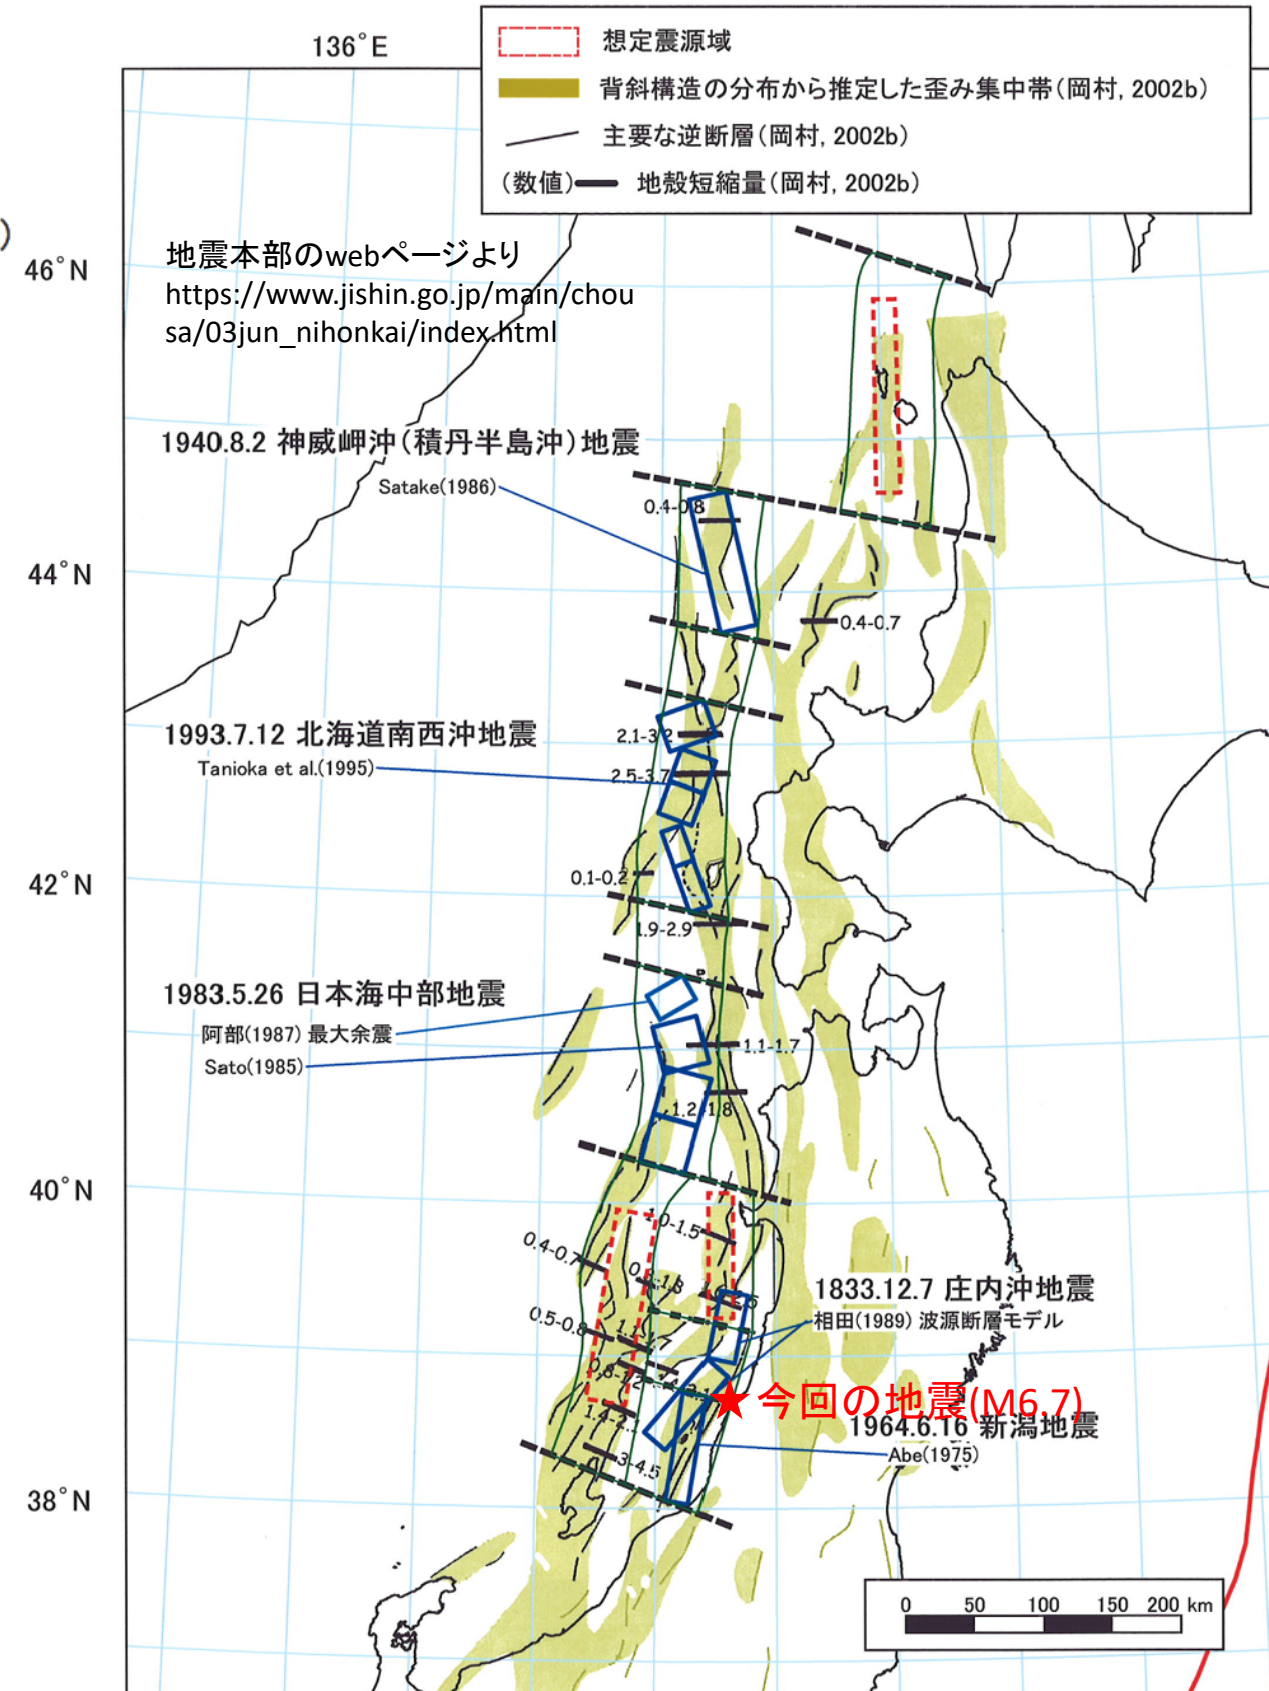 136°E
想定震源域
背斜構造の分布から推定した歪み集中帯(岡村, 2002b)
主要な逆断層(岡村, 2002b)
(数値) 地殻短縮量(岡村, 2002b)
)
地震本部のwebページより
https://www.jishin.go.jp/main/chou
sa/03jun_nihonkai/index.html
46°N
1940.8.2 神威岬沖(積丹半島沖)地震
Satake(1986)
0.4-0.8
44°N
0.4-0.7
1993.7.12 北海道南西沖地震
Tanioka et al.(1995)
2.1-3.2
2.5-3.7
42°N
0.1-0.2
1.9-2.9
1983.5.26 日本海中部地震
阿部(1987) 最大余震
Sato(1985)
1.1-1.7
1.2-1.8
40°N
1.0-1.5
0.4-0.7
1833.12.7 庄内沖地震
相田(1989) 波源断層モデル
0.5-0.8
1.1-1.7
0.8-1.2
今回の地震(M6.7)
1964.6.16 新潟地震
Abe(1975)
3-4.5
38°N
0 50 100 150 200 km